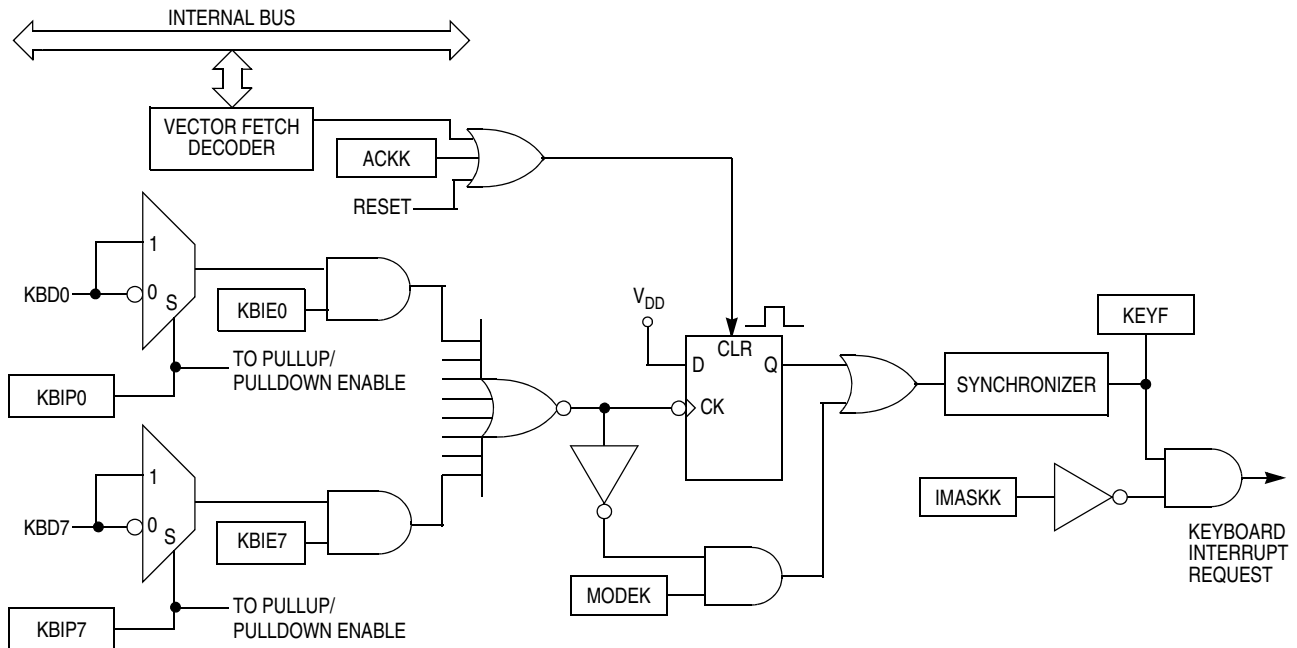 INTERNAL BUS
VECTOR FETCH
DECODER
ACKK
RESET
1
KBD0
0
S
KBIE0
TO PULLUP/
PULLDOWN ENABLE
KBIP0
VDD
CLR
D
Q
CK
KEYF
SYNCHRONIZER
1
KBD7
0
S
KBIE7
TO PULLUP/
PULLDOWN ENABLE
KBIP7
MODEK
IMASKK
KEYBOARD
INTERRUPT
REQUEST